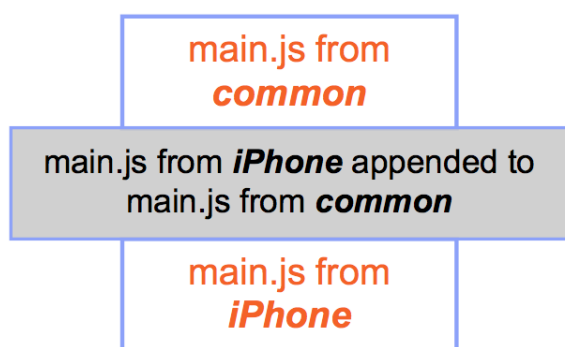 main.js from
common
main.js from iPhone appended to
main.js from common
main.js from
iPhone